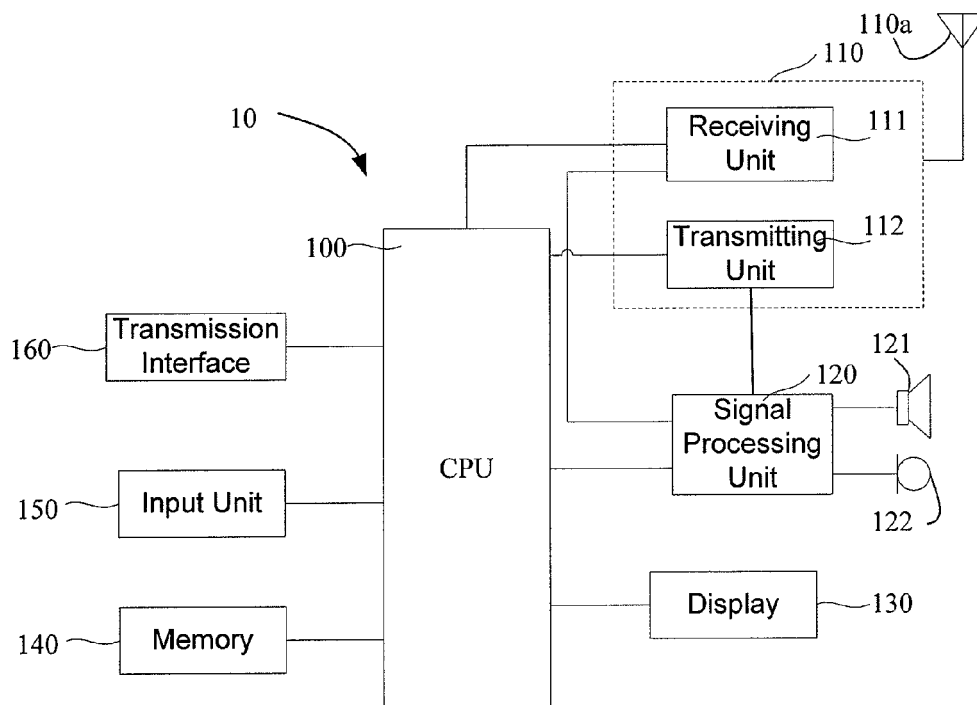 110a
110
10
Receiving
Unit
111
100
Transmitting
Unit
112
Transmission
Interface
160
121
120
Signal
Processing
Unit
CPU
122
Input Unit
150
Display
130
Memory
140